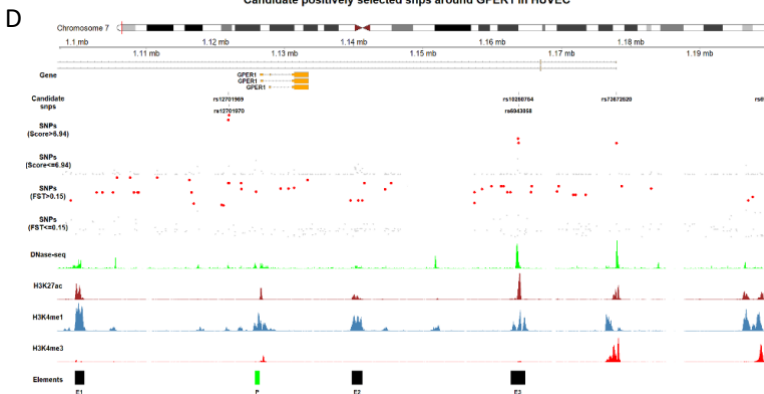 Candidate positively selected snps around GPER1 in HUVEC
D
Chromosome 7
1.1 mb 1.12 mb 1.14 mb 1.16 mb 1.18 mb
1.11 mb 1.13 mb 1.15 mb 1.17 mb 1.19 mb
Gene
GPER1
GPER1
GPER1
Candidate
snps
rs12701969 rs10268764 rs73672628
rs12701970 rs6943958
SNPs
(Score>6.94)
SNPs
(Score<=6.94)
SNPs
(FST>0.15)
SNPs
(FST<=0.15)
DNase-seq
H3K27ac
H3K4me1
H3K4me3
Elements
E1 P E2 E3